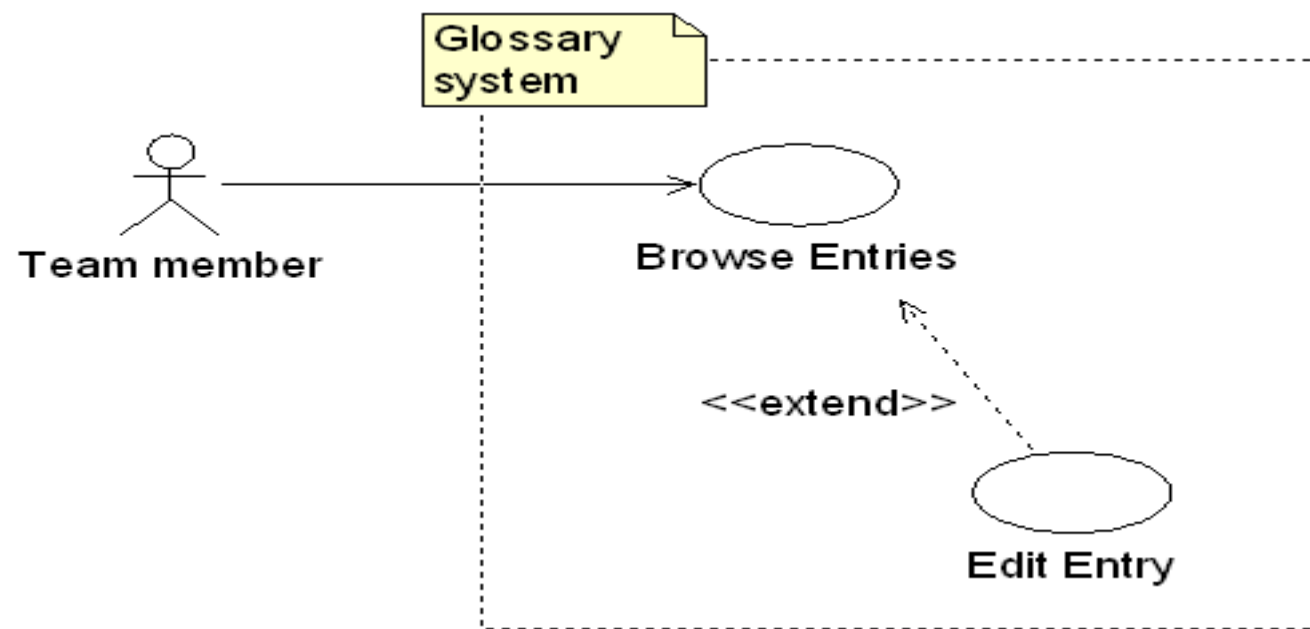 Glossary
system
Team member
Browse Entries
<<extend>>
Edit Entry